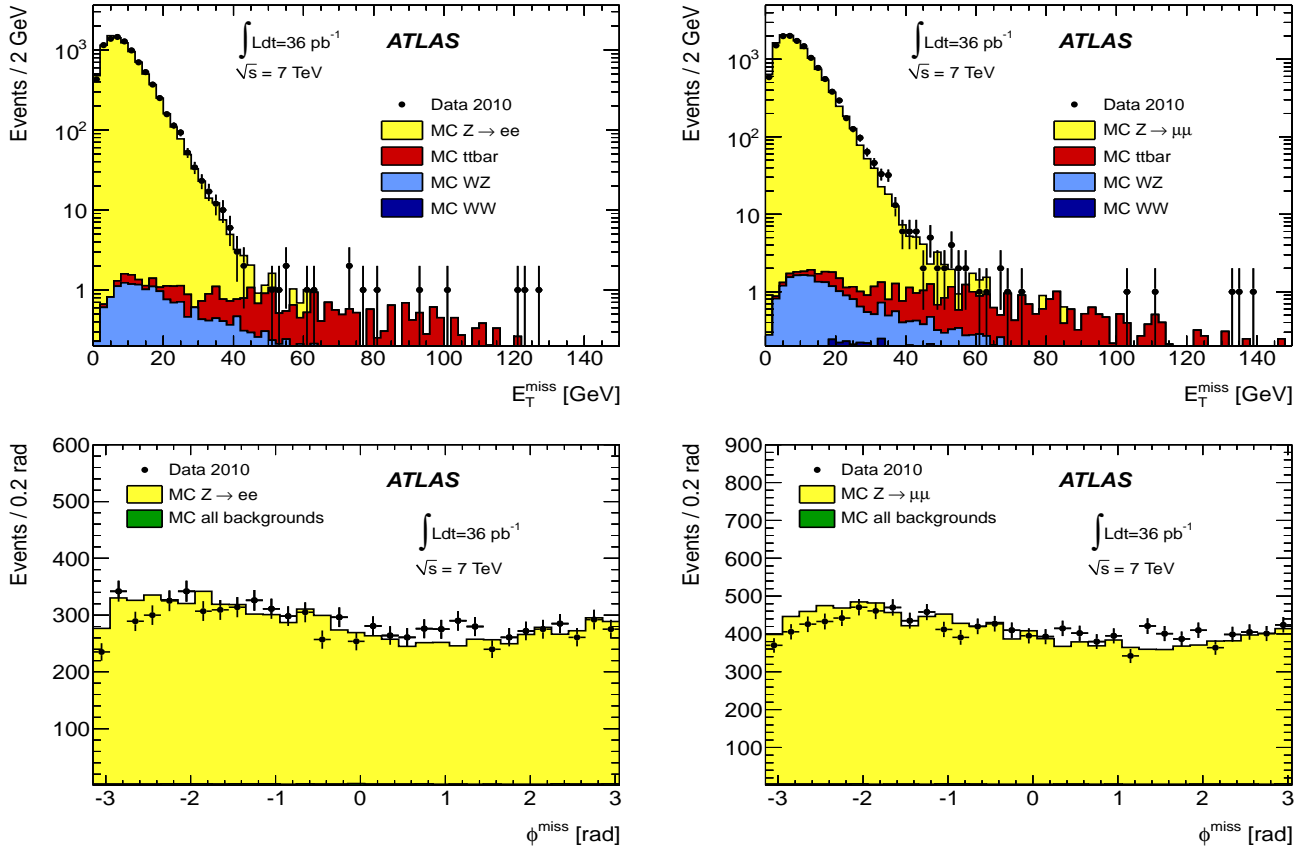 Events / 2 GeV
10³
10²
10
1
∫Ldt=36 pb⁻¹
√s = 7 TeV
ATLAS
Data 2010
MC Z → ee
MC ttbar
MC WZ
MC WW
0 20 40 60 80 100 120 140
E_T^miss [GeV]
Events / 2 GeV
10³
10²
10
1
∫Ldt=36 pb⁻¹
√s = 7 TeV
ATLAS
Data 2010
MC Z → μμ
MC ttbar
MC WZ
MC WW
0 20 40 60 80 100 120 140
E_T^miss [GeV]
Events / 0.2 rad
600
500
400
300
200
100
Data 2010
MC Z → ee
MC all backgrounds
ATLAS
∫Ldt=36 pb⁻¹
√s = 7 TeV
-3 -2 -1 0 1 2 3
ϕ^miss [rad]
Events / 0.2 rad
900
800
700
600
500
400
300
200
100
Data 2010
MC Z → μμ
MC all backgrounds
ATLAS
∫Ldt=36 pb⁻¹
√s = 7 TeV
-3 -2 -1 0 1 2 3
ϕ^miss [rad]